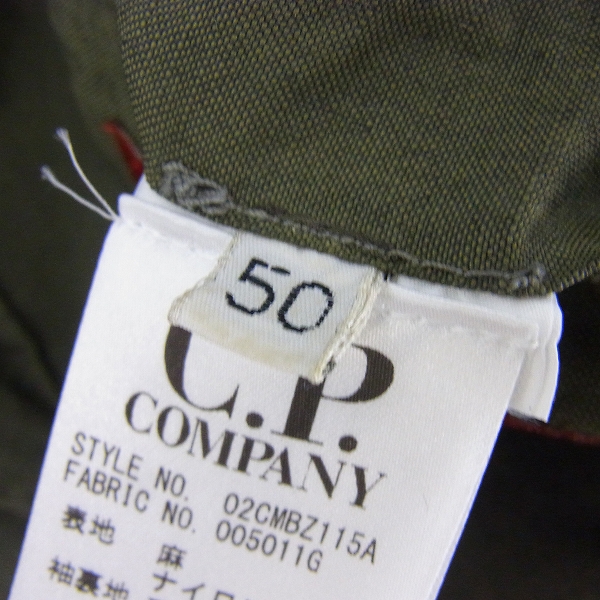 50
C.P.
COMPANY
STYLE NO. 02CMBZ115A
FABRIC NO. 005011G
表地 麻
ナイロ
袖裏地